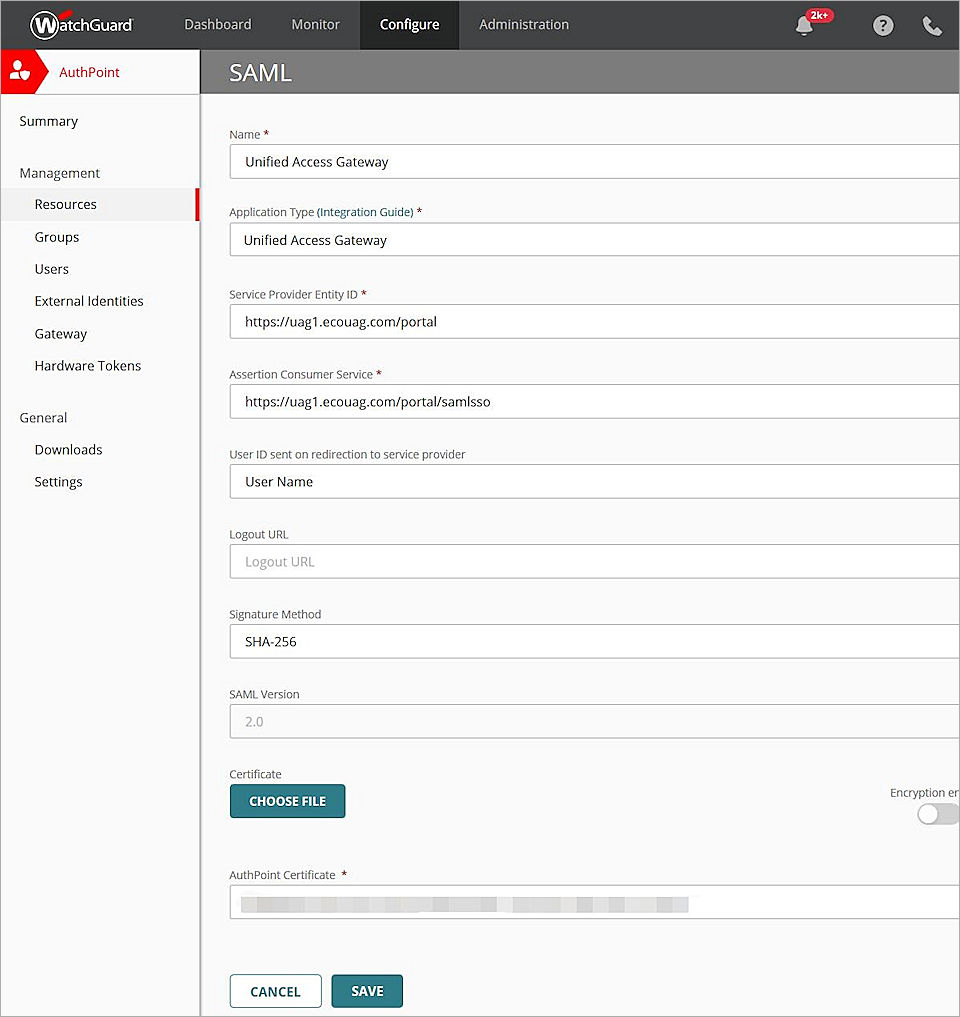 WatchGuard
Dashboard
Monitor
Configure
Administration
2k+
?
AuthPoint
SAML
Summary
Management
Resources
Groups
Users
External Identities
Gateway
Hardware Tokens
General
Downloads
Settings
Name *
Unified Access Gateway
Application Type (Integration Guide) *
Unified Access Gateway
Service Provider Entity ID *
https://uag1.ecouag.com/portal
Assertion Consumer Service *
https://uag1.ecouag.com/portal/samlsso
User ID sent on redirection to service provider
User Name
Logout URL
Logout URL
Signature Method
SHA-256
SAML Version
2.0
Certificate
CHOOSE FILE
Encryption er
AuthPoint Certificate *
CANCEL
SAVE